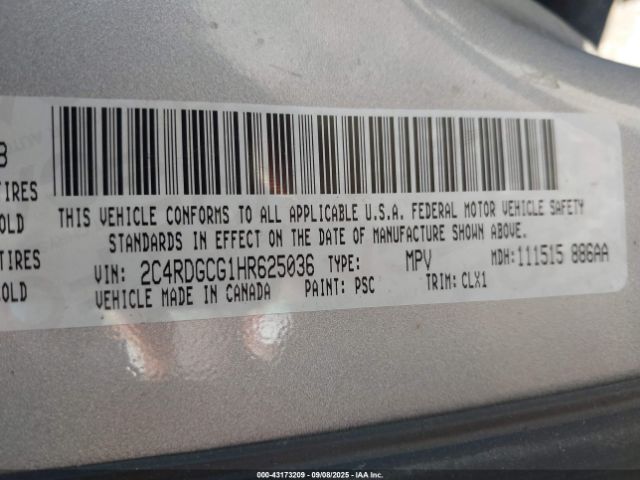 8
TIRES
OLD
TIRES
OLD
THIS VEHICLE CONFORMS TO ALL APPLICABLE U.S.A. FEDERAL MOTOR VEHICLE SAFETY
STANDARDS IN EFFECT ON THE DATE OF MANUFACTURE SHOWN ABOVE.
VIN: 2C4RDGCG1HR625036 TYPE: MPV MDH: 111515 886AA
VEHICLE MADE IN CANADA PAINT: PSC TRIM: CLX1
000-43173209 - 09/08/2025 - IAA Inc.